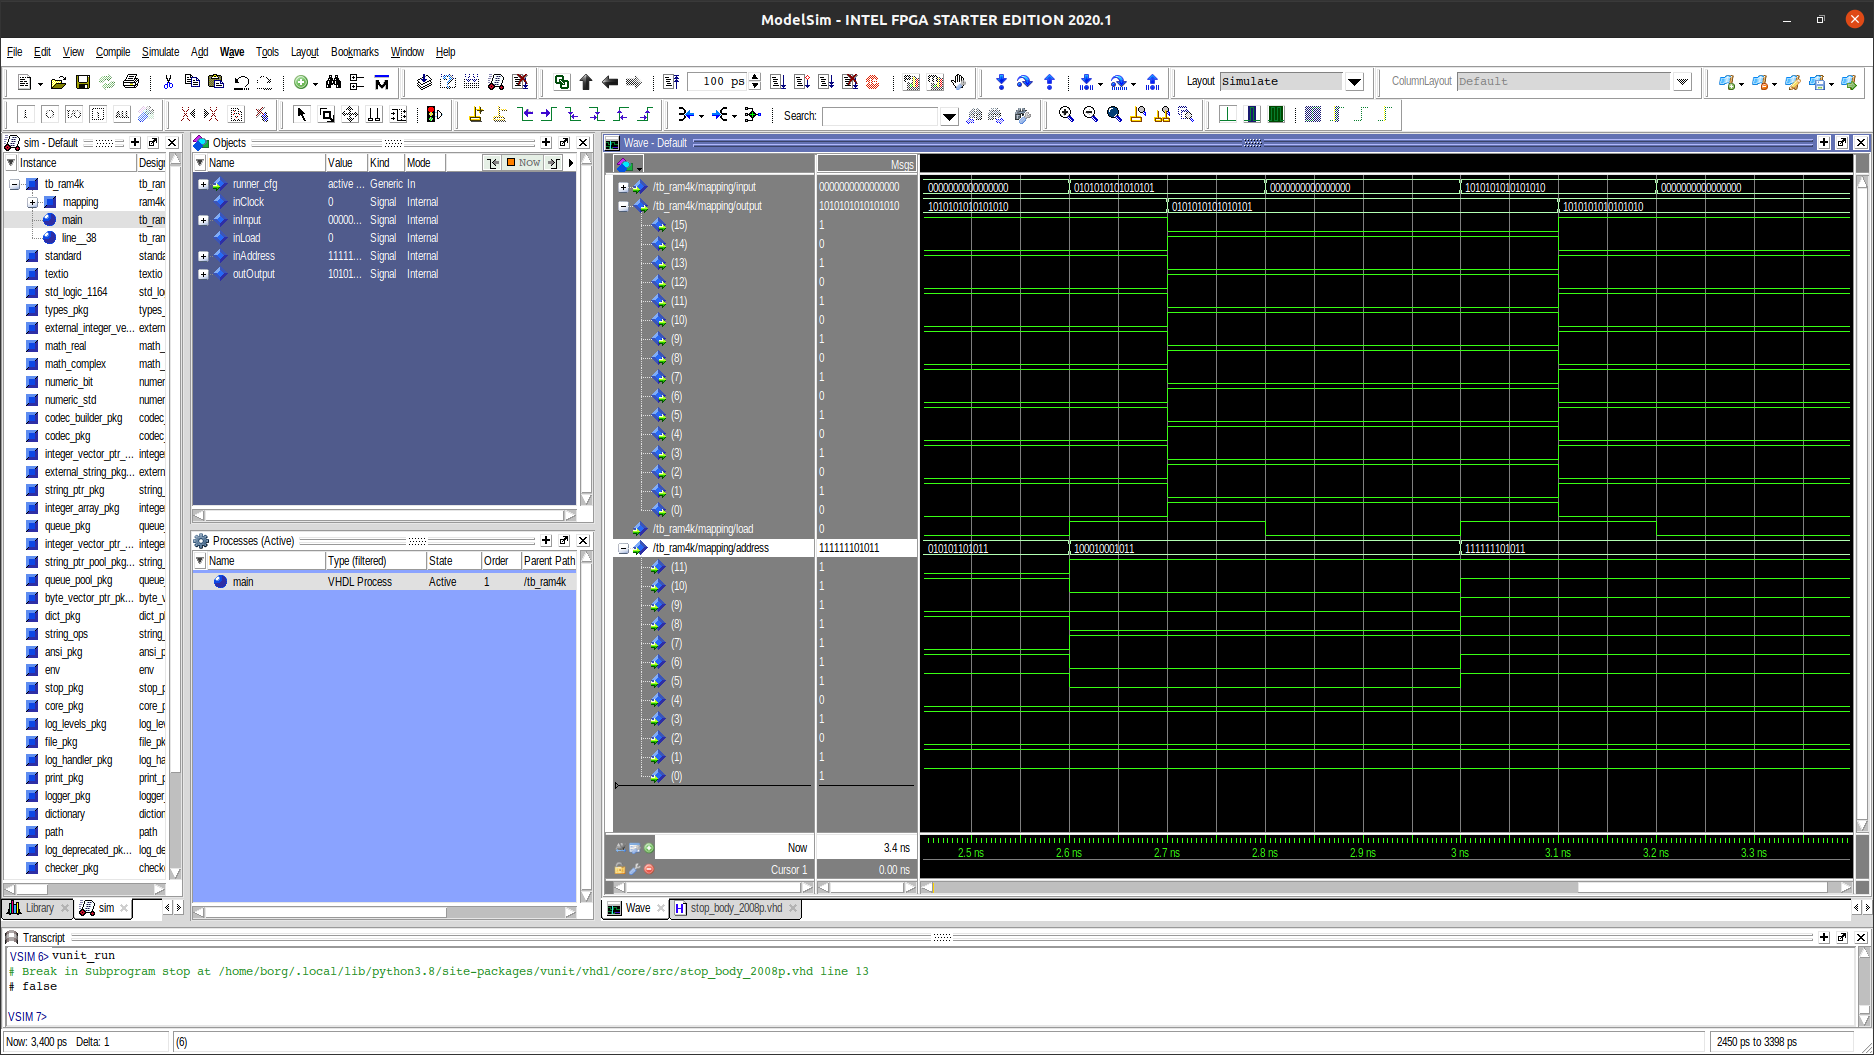 ModelSim - INTEL FPGA STARTER EDITION 2020.1
File Edit View Compile Simulate Add Wave Tools Layout Bookmarks Window Help
100 ps
Layout Simulate
ColumnLayout Default
Search:
sim - Default
Instance Desig
tb_ram4k tb_ran
mapping ram4k
main tb_ran
line__38 tb_ran
standard standa
textio textio
std_logic_1164 std_lo
types_pkg types_
external_integer_ve... extern
math_real math_
math_complex math_
numeric_bit numer
numeric_std numer
codec_builder_pkg codec_
codec_pkg codec_
integer_vector_ptr_... integer
external_string_pkg... extern
string_ptr_pkg string_
integer_array_pkg intege
queue_pkg queue_
integer_vector_ptr_... integer
string_ptr_pool_pkg... string_
queue_pool_pkg queue_
byte_vector_ptr_pk... byte_v
dict_pkg dict_pl
string_ops string_
ansi_pkg ansi_p
env env
stop_pkg stop_p
core_pkg core_p
log_levels_pkg log_lev
file_pkg file_pk
log_handler_pkg log_ha
print_pkg print_p
logger_pkg logger_
dictionary diction
path path
log_deprecated_pk... log_de
checker_pkg check
Library sim
Objects
Name Value Kind Mode Now
runner_cfg active ... Generic In
inClock 0 Signal Internal
inInput 00000... Signal Internal
inLoad 0 Signal Internal
inAddress 11111... Signal Internal
outOutput 10101... Signal Internal
Processes (Active)
Name Type (filtered) State Order Parent Path
main VHDL Process Active 1 /tb_ram4k
Wave - Default
Msgs
/tb_ram4k/mapping/input 0000000000000000 0000000000000000 0101010101010101 0000000000000000 1010101010101010 0000000000000000
/tb_ram4k/mapping/output 1010101010101010 1010101010101010 0101010101010101 1010101010101010
(15) 1
(14) 0
(13) 1
(12) 0
(11) 1
(10) 0
(9) 1
(8) 0
(7) 1
(6) 0
(5) 1
(4) 0
(3) 1
(2) 0
(1) 1
(0) 0
/tb_ram4k/mapping/load 0
/tb_ram4k/mapping/address 111111101011 010101101011 100010001011 111111101011
(11) 1
(10) 1
(9) 1
(8) 1
(7) 1
(6) 1
(5) 1
(4) 0
(3) 1
(2) 0
(1) 1
(0) 1
Now 3.4 ns
Cursor 1 0.00 ns
2.5 ns 2.6 ns 2.7 ns 2.8 ns 2.9 ns 3 ns 3.1 ns 3.2 ns 3.3 ns
Wave stop_body_2008p.vhd
Transcript
VSIM 6> vunit_run
# Break in Subprogram stop at /home/borg/.local/lib/python3.8/site-packages/vunit/vhdl/core/src/stop_body_2008p.vhd line 13
# false
VSIM 7>
Now: 3,400 ps Delta: 1 (6) 2450 ps to 3398 ps